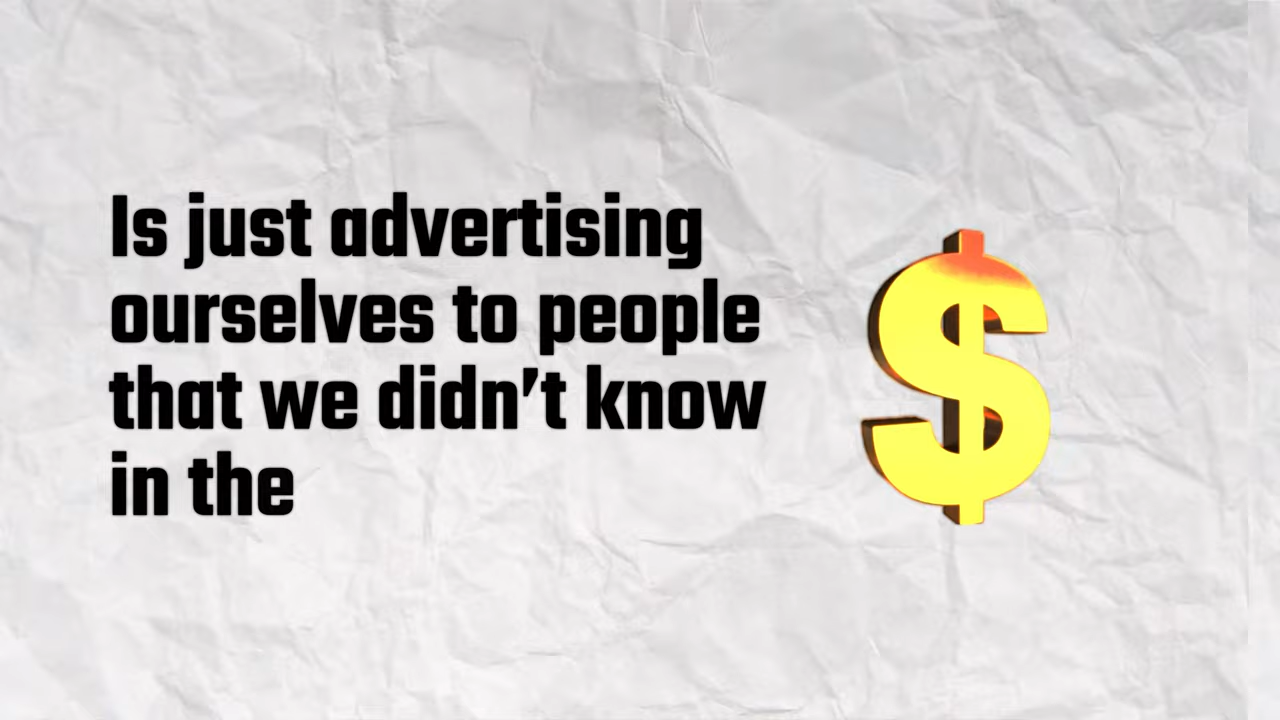 Is just advertising
ourselves to people
that we didn’t know
in the
$